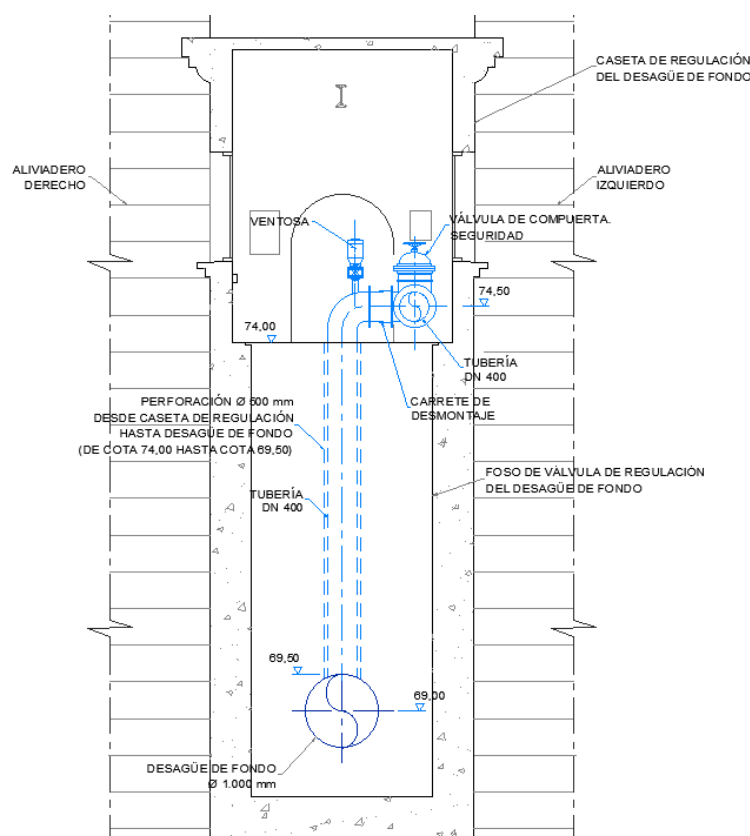 CASETA DE REGULACIÓN
DEL DESAGÜE DE FONDO
ALIVIADERO
DERECHO
ALIVIADERO
IZQUIERDO
VENTOSA
VÁLVULA DE COMPUERTA.
SEGURIDAD
74,50
74,00
TUBERÍA
DN 400
PERFORACIÓN Ø 500 mm
DESDE CASETA DE REGULACIÓN
HASTA DESAGÜE DE FONDO
(DE COTA 74,00 HASTA COTA 69,50)
CARRETE DE
DESMONTAJE
FOSO DE VÁLVULA DE REGULACIÓN
DEL DESAGÜE DE FONDO
TUBERÍA
DN 400
69,50
69,00
DESAGÜE DE FONDO
Ø 1.000 mm